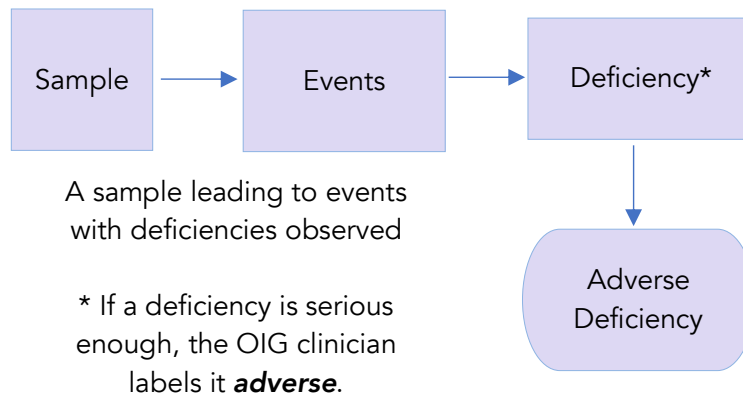 Sample
Events
Deficiency*
A sample leading to events
with deficiencies observed
Adverse
Deficiency
* If a deficiency is serious
enough, the OIG clinician
labels it adverse.